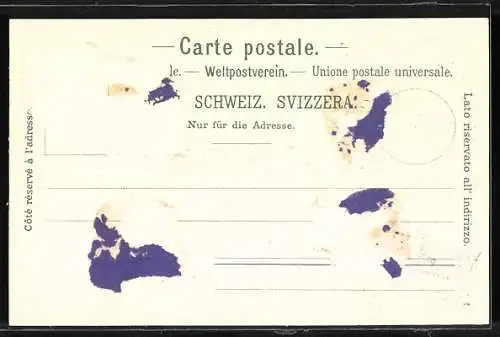 — Carte postale. —
le. — Weltpostverein. — Unione postale universale.
SCHWEIZ. SVIZZERA.
Nur für die Adresse.
Côté réservé à l'adresse.
Lato riservato all' indirizzo.